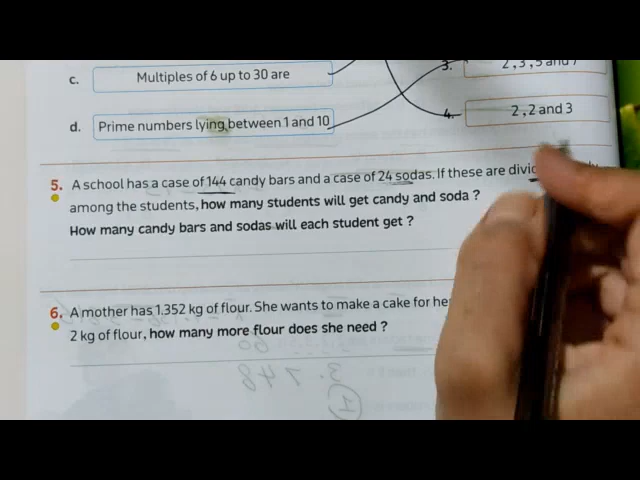 c. Multiples of 6 up to 30 are
3. 2 , 3 , 5 and 7
d. Prime numbers lying between 1 and 10
4. 2 , 2 and 3
5. A school has a case of 144 candy bars and a case of 24 sodas. If these are
among the students, how many students will get candy and soda ?
How many candy bars and sodas will each student get ?
6. A mother has 1.352 kg of flour. She wants to make a cake for
2 kg of flour, how many more flour does she need ?